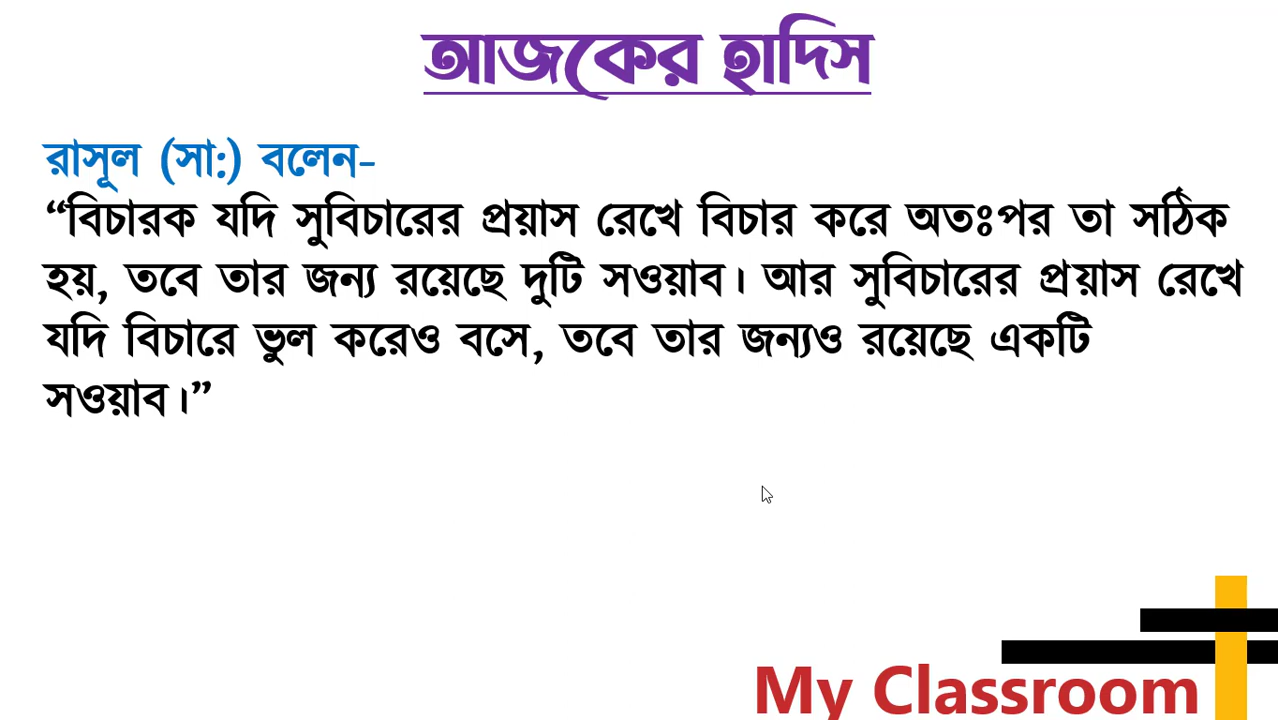 আজকের হাদিস
রাসূল (সা:) বলেন-
“বিচারক যদি সুবিচারের প্রয়াস রেখে বিচার করে অতঃপর তা সঠিক
হয়, তবে তার জন্য রয়েছে দুটি সওয়াব। আর সুবিচারের প্রয়াস রেখে
যদি বিচারে ভুল করেও বসে, তবে তার জন্যও রয়েছে একটি
সওয়াব।”
My Classroom